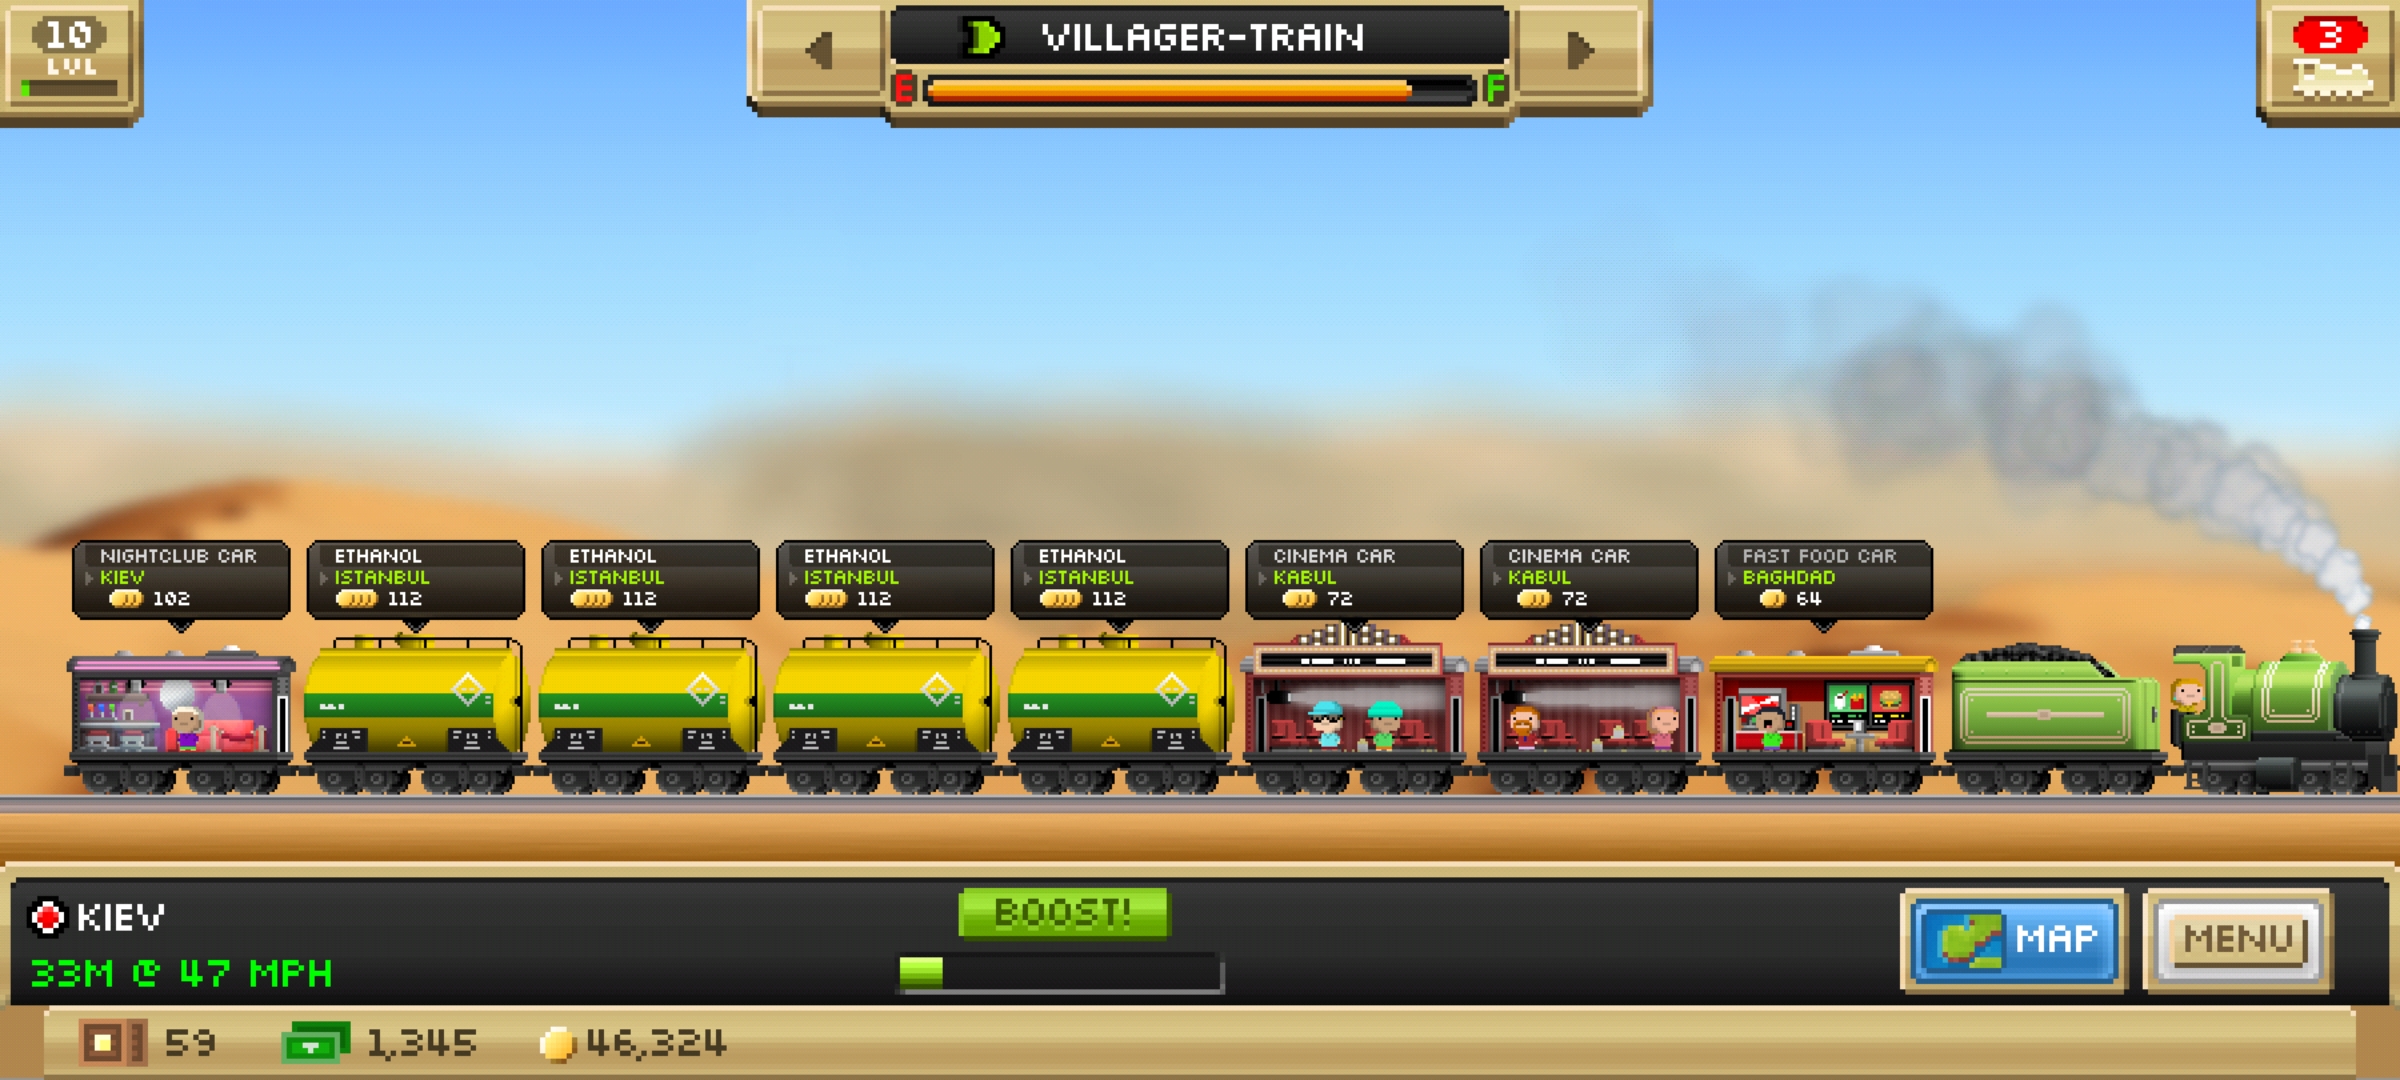 10
LVL
VILLAGER-TRAIN
E F
3
NIGHTCLUB CAR
KIEV
102
ETHANOL
ISTANBUL
112
ETHANOL
ISTANBUL
112
ETHANOL
ISTANBUL
112
ETHANOL
ISTANBUL
112
CINEMA CAR
KABUL
72
CINEMA CAR
KABUL
72
FAST FOOD CAR
BAGHDAD
64
KIEV
33M @ 47 MPH
BOOST!
MAP
MENU
59
1,345
46,324